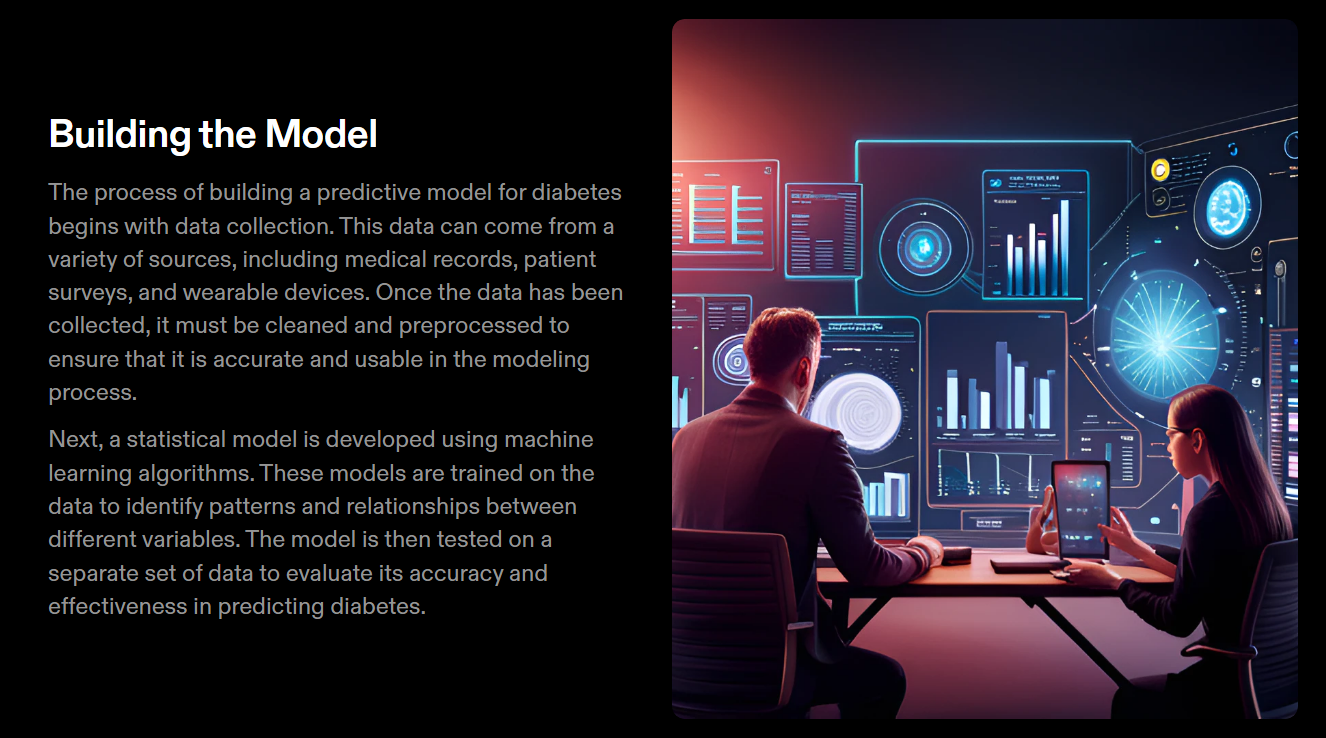 Building the Model
The process of building a predictive model for diabetes
begins with data collection. This data can come from a
variety of sources, including medical records, patient
surveys, and wearable devices. Once the data has been
collected, it must be cleaned and preprocessed to
ensure that it is accurate and usable in the modeling
process.
Next, a statistical model is developed using machine
learning algorithms. These models are trained on the
data to identify patterns and relationships between
different variables. The model is then tested on a
separate set of data to evaluate its accuracy and
effectiveness in predicting diabetes.